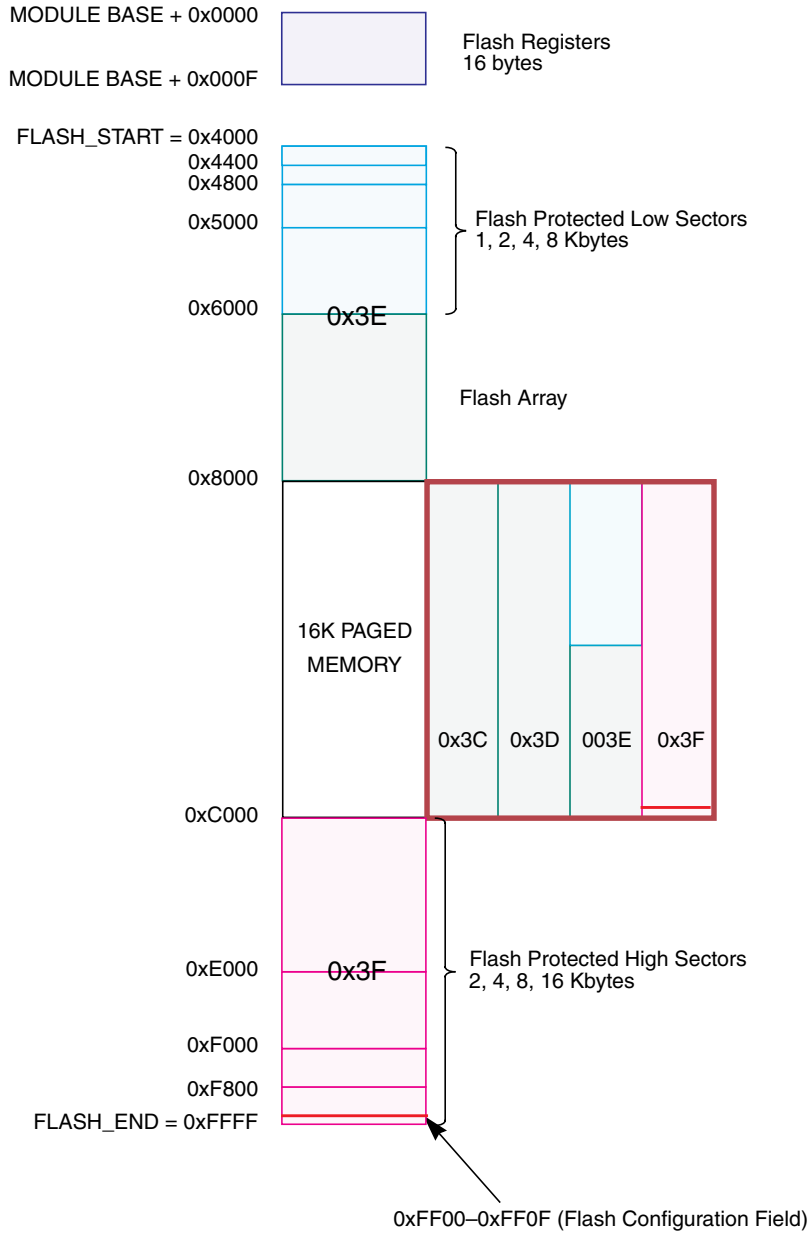 MODULE BASE + 0x0000
Flash Registers
16 bytes
MODULE BASE + 0x000F
FLASH_START = 0x4000
0x4400
0x4800
0x5000
Flash Protected Low Sectors
1, 2, 4, 8 Kbytes
0x6000
0x3E
Flash Array
0x8000
16K PAGED
MEMORY
0x3C
0x3D
003E
0x3F
0xC000
Flash Protected High Sectors
2, 4, 8, 16 Kbytes
0xE000
0x3F
0xF000
0xF800
FLASH_END = 0xFFFF
0xFF00–0xFF0F (Flash Configuration Field)